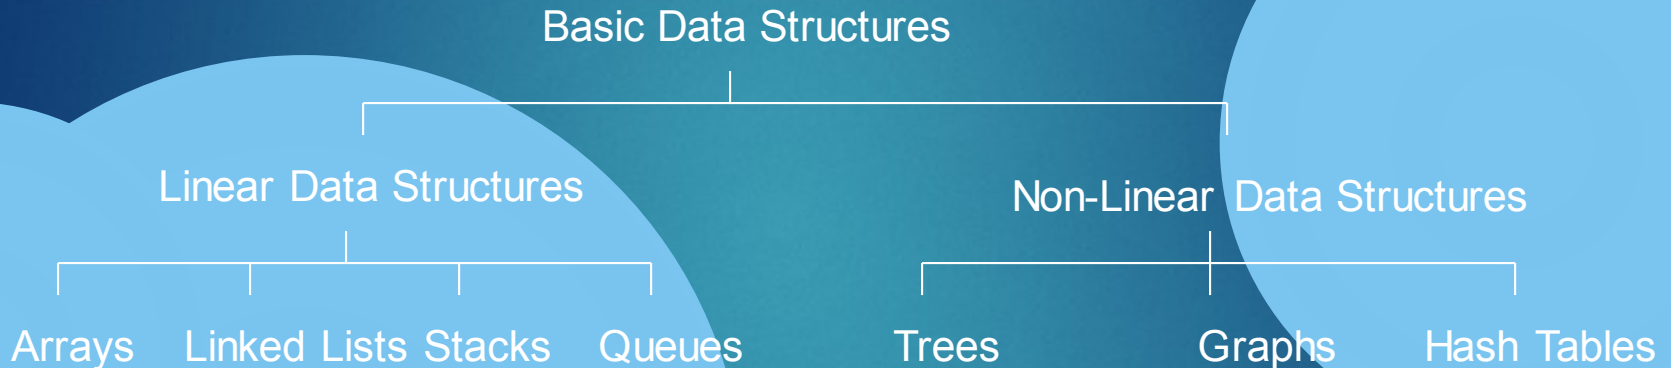 Basic Data Structures
Linear Data Structures
Non-Linear Data Structures
Arrays
Linked Lists
Stacks
Queues
Trees
Graphs
Hash Tables